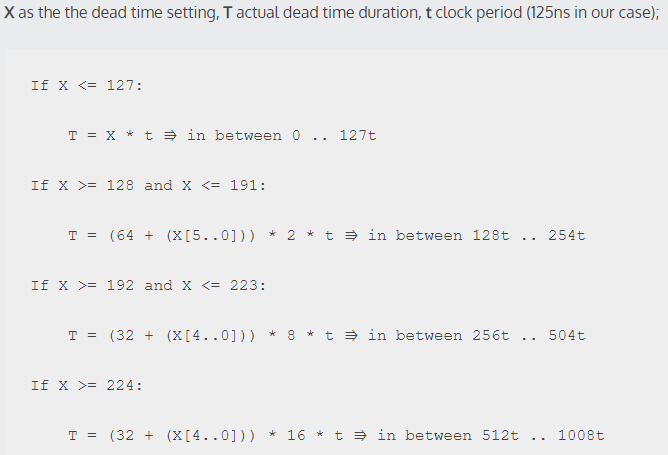 X as the the dead time setting, T actual dead time duration, t clock period (125ns in our case);
If X <= 127:
T = X * t ⇛ in between 0 .. 127t
If X >= 128 and X <= 191:
T = (64 + (X[5..0])) * 2 * t ⇛ in between 128t .. 254t
If X >= 192 and X <= 223:
T = (32 + (X[4..0])) * 8 * t ⇛ in between 256t .. 504t
If X >= 224:
T = (32 + (X[4..0])) * 16 * t ⇛ in between 512t .. 1008t